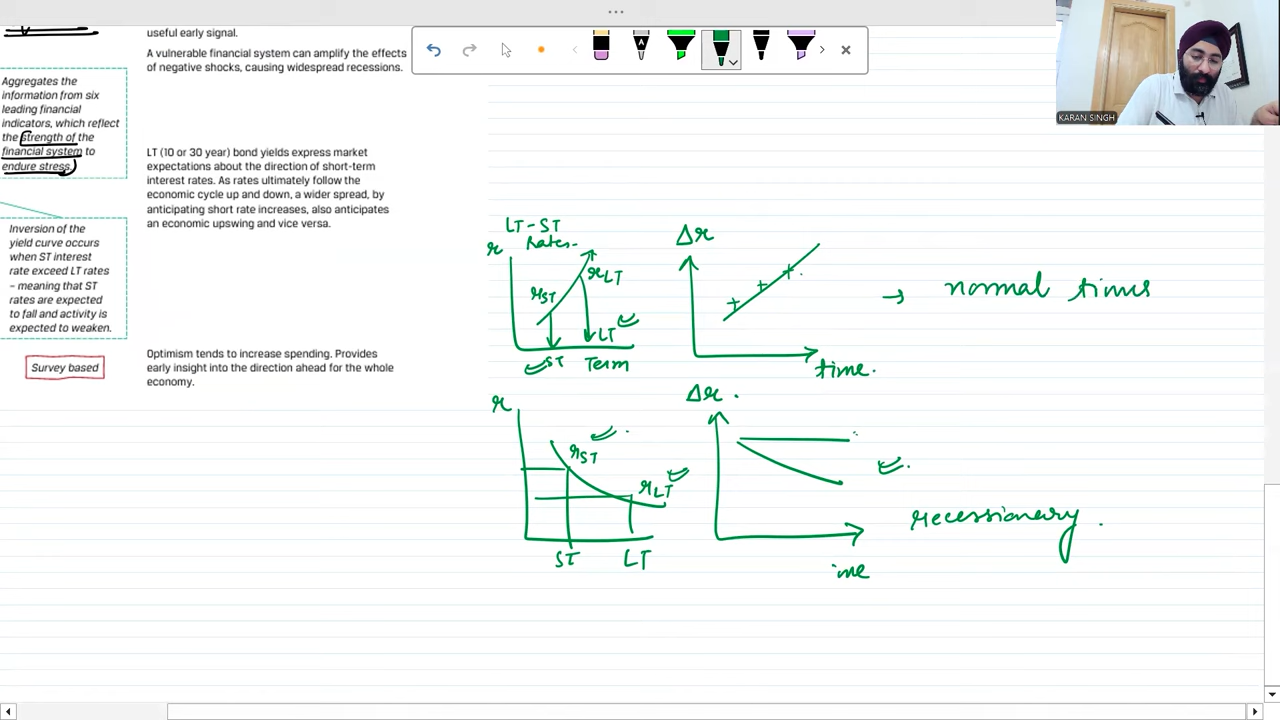 useful early signal.
A vulnerable financial system can amplify the effects
of negative shocks, causing widespread recessions.
Aggregates the
information from six
leading financial
indicators, which reflect
the strength of the
financial system to
endure stress.
LT (10 or 30 year) bond yields express market
expectations about the direction of short-term
interest rates. As rates ultimately follow the
economic cycle up and down, a wider spread, by
anticipating short rate increases, also anticipates
an economic upswing and vice versa.
Inversion of the
yield curve occurs
when ST interest
rate exceed LT rates
– meaning that ST
rates are expected
to fall and activity is
expected to weaken.
Survey based
Optimism tends to increase spending. Provides
early insight into the direction ahead for the whole
economy.
LT - ST
Rates-
r
rST
rLT
LT
ST Term
Δr
time.
→ normal times
r
rST
rLT
ST LT
Δr.
ime
recessionary.
KARAN SINGH